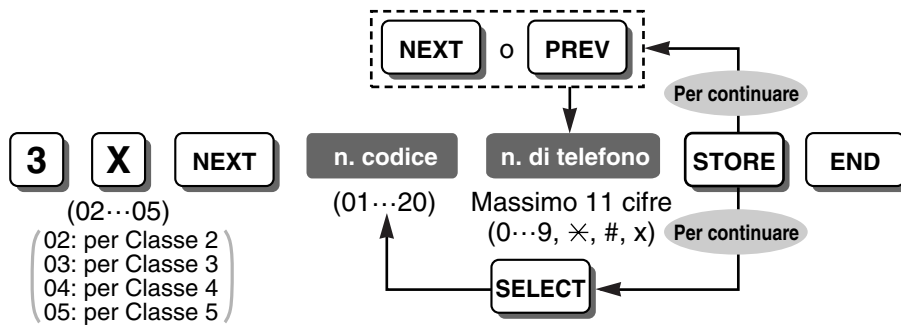 NEXT o PREV
Per continuare
3 X NEXT n. codice n. di telefono STORE END
(02···05) (01···20) Massimo 11 cifre
(0···9, ✳, #, x) Per continuare
02: per Classe 2
03: per Classe 3
04: per Classe 4
05: per Classe 5
SELECT